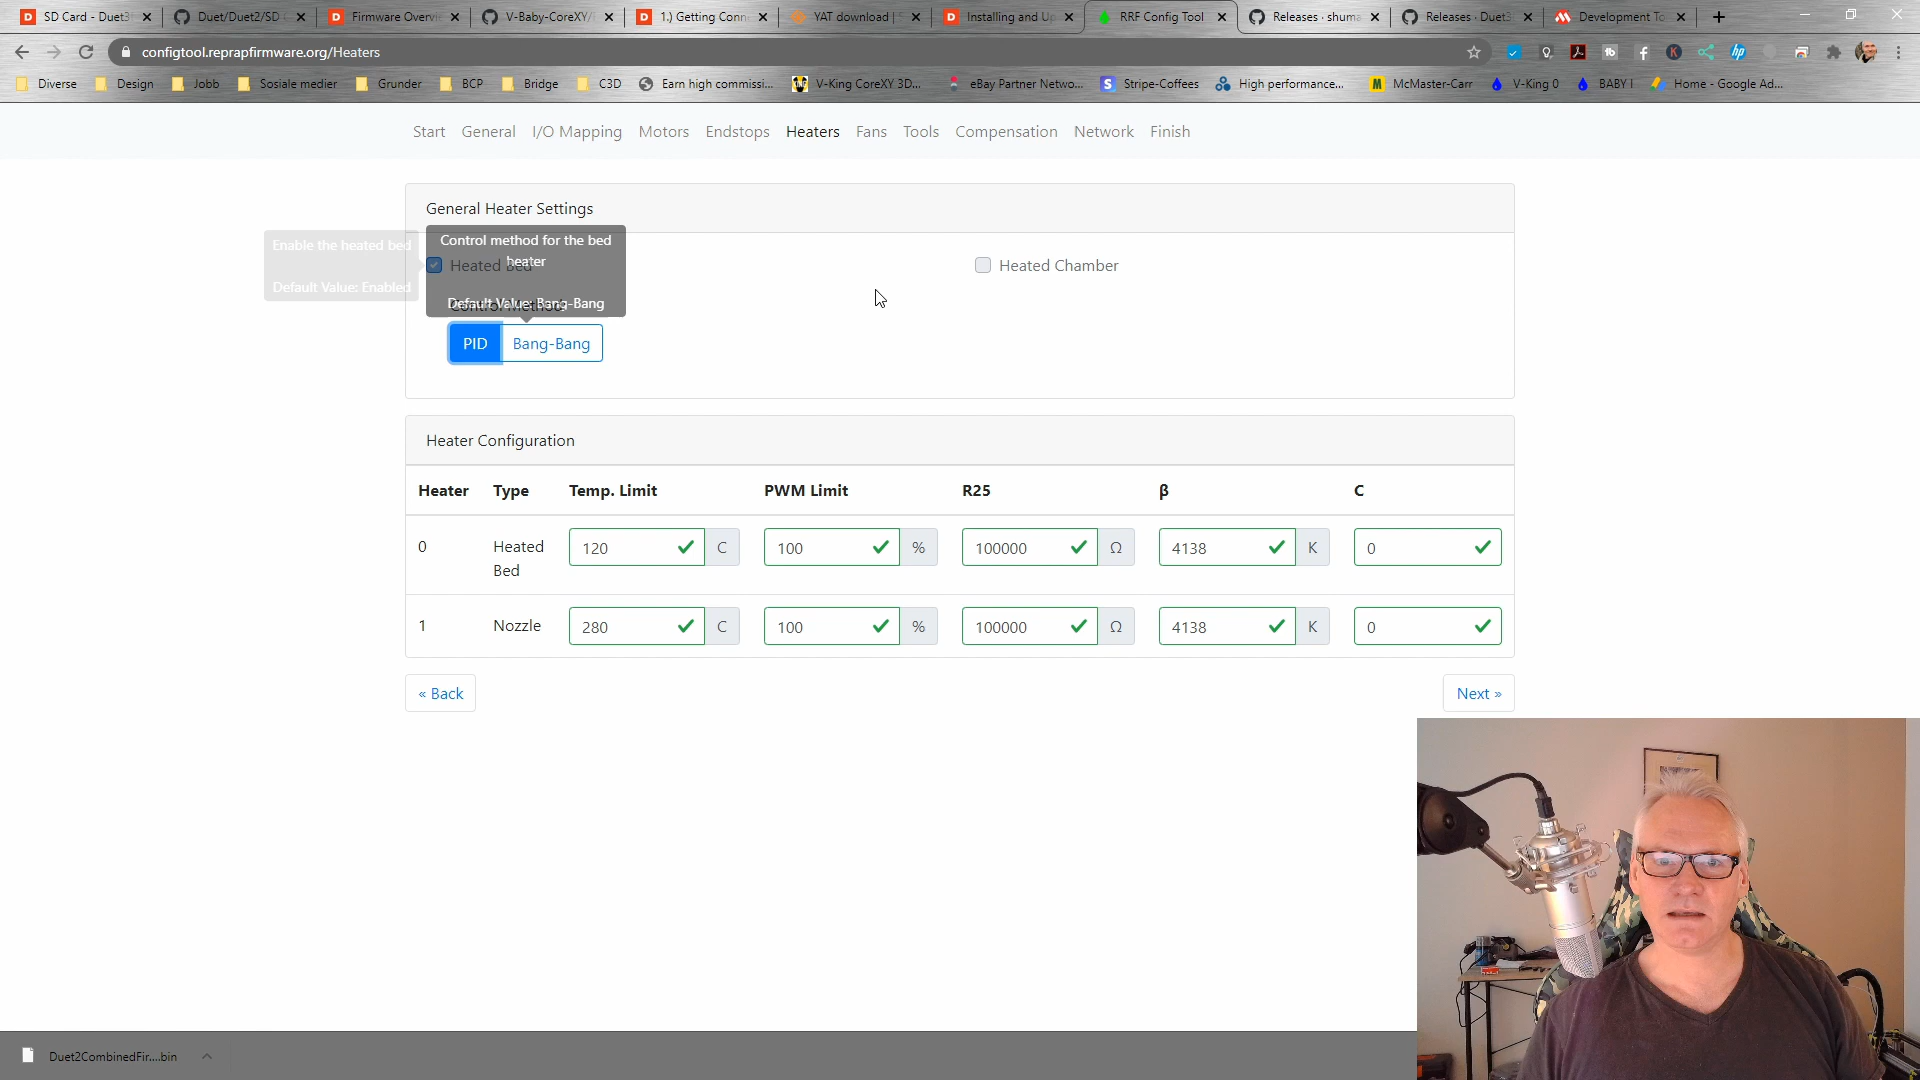 SD Card - Duet3
Duet/Duet2/SD
Firmware Overvi
V-Baby-CoreXY/
1.) Getting Conn
YAT download |
Installing and Up
RRF Config Tool
Releases · shuma
Releases · Duet3
Development To
configtool.reprapfirmware.org/Heaters
Diverse
Design
Jobb
Sosiale medier
Grunder
BCP
Bridge
C3D
Earn high commissi...
V-King CoreXY 3D...
eBay Partner Netwo...
Stripe-Coffees
High performance...
McMaster-Carr
V-King 0
BABY I
Home - Google Ad...
Start
General
I/O Mapping
Motors
Endstops
Heaters
Fans
Tools
Compensation
Network
Finish
General Heater Settings
Enable the heated bed
Default Value: Enabled
Control method for the bed
heater
Default Value: Bang-Bang
Heated Bed
Heated Chamber
Control Method
PID
Bang-Bang
Heater Configuration
Heater Type Temp. Limit PWM Limit R25 β C
0 Heated Bed 120 C 100 % 100000 Ω 4138 K 0
1 Nozzle 280 C 100 % 100000 Ω 4138 K 0
« Back
Next »
Duet2CombinedFir....bin